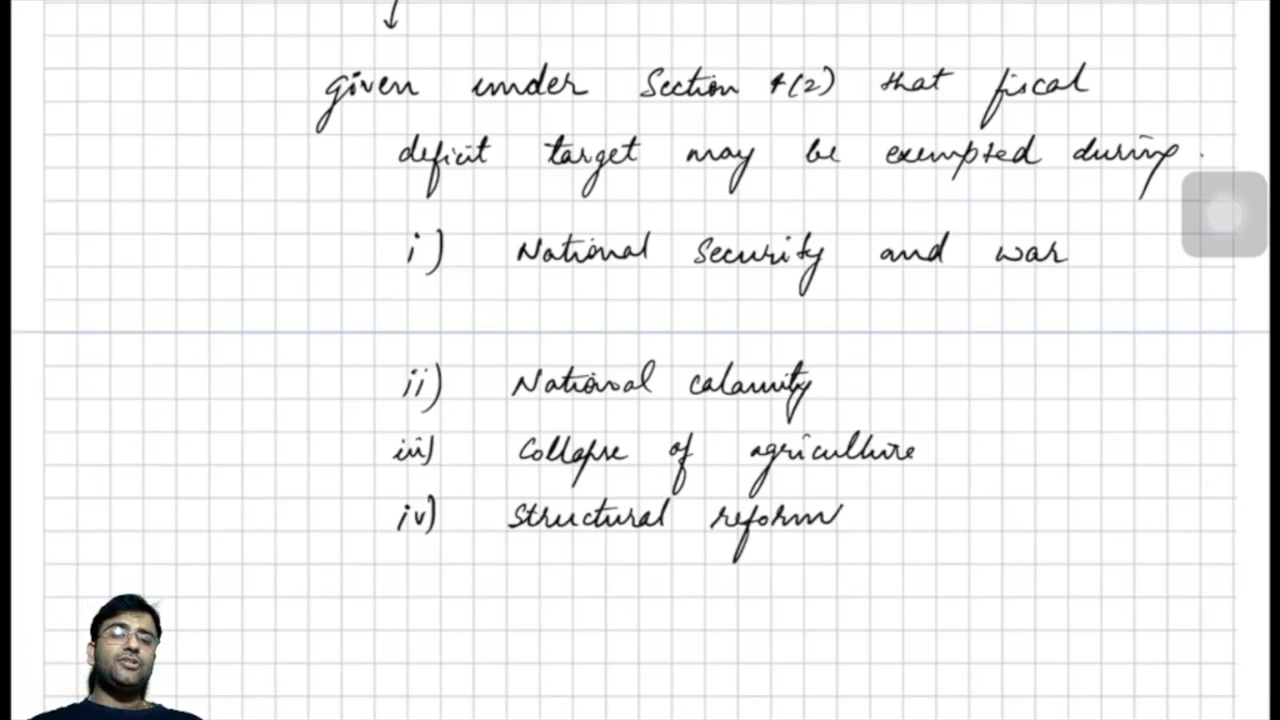 given under Section 4(2) that fiscal
deficit target may be exempted during.
i) National Security and war
ii) National calamity
iii) Collapse of agriculture
iv) Structural reform